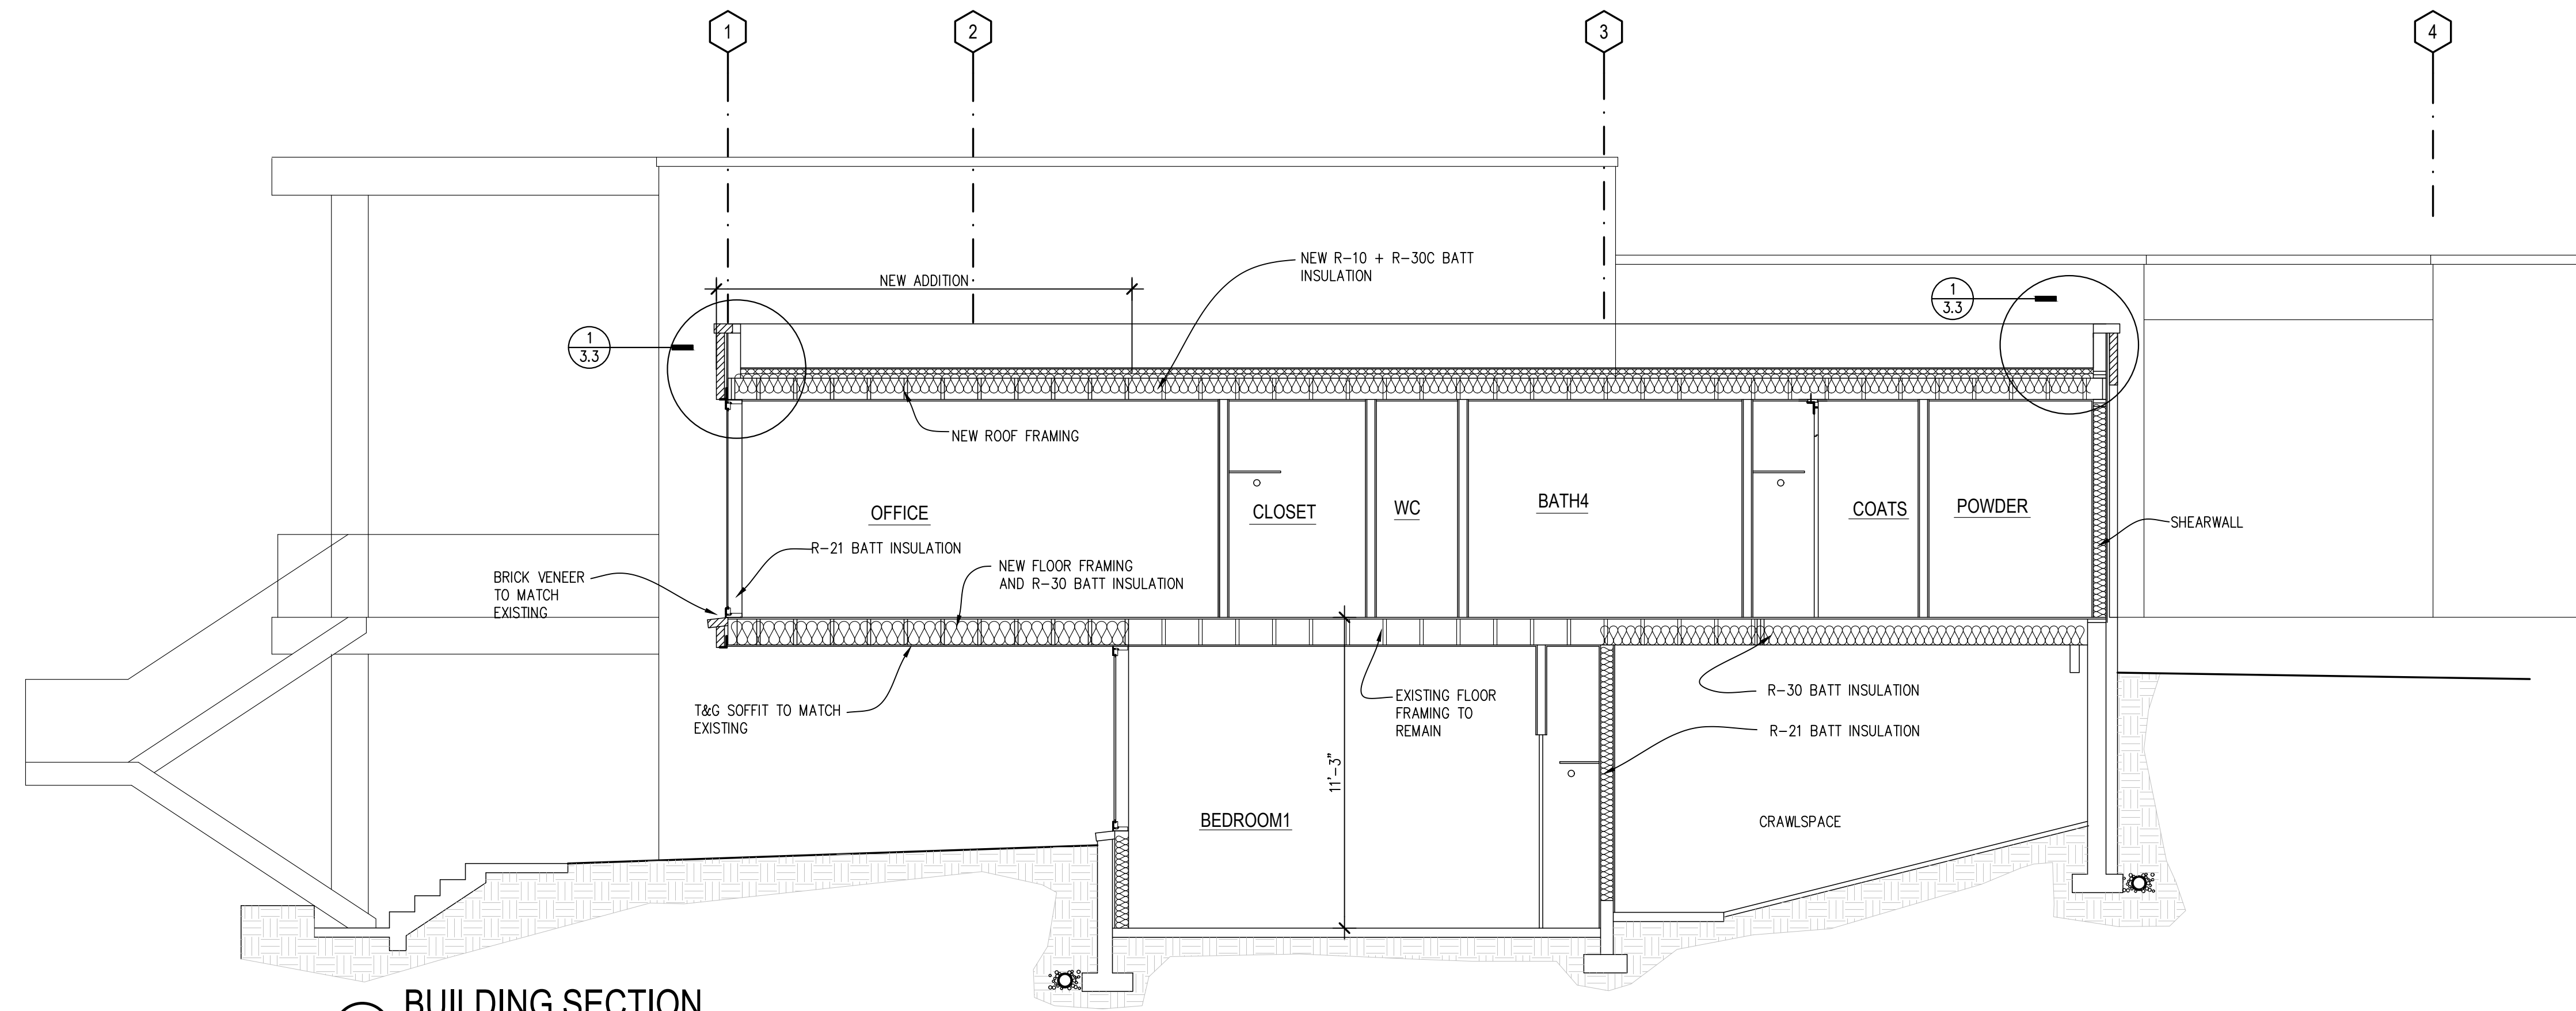 1
2
3
4
NEW R-10 + R-30C BATT
INSULATION
NEW ADDITION
1
3.3
1
3.3
NEW ROOF FRAMING
OFFICE
CLOSET
WC
BATH4
COATS
POWDER
SHEARWALL
R-21 BATT INSULATION
NEW FLOOR FRAMING
AND R-30 BATT INSULATION
BRICK VENEER
TO MATCH
EXISTING
T&G SOFFIT TO MATCH
EXISTING
EXISTING FLOOR
FRAMING TO
REMAIN
R-30 BATT INSULATION
R-21 BATT INSULATION
11'-3"
BEDROOM1
CRAWLSPACE
BUILDING SECTION